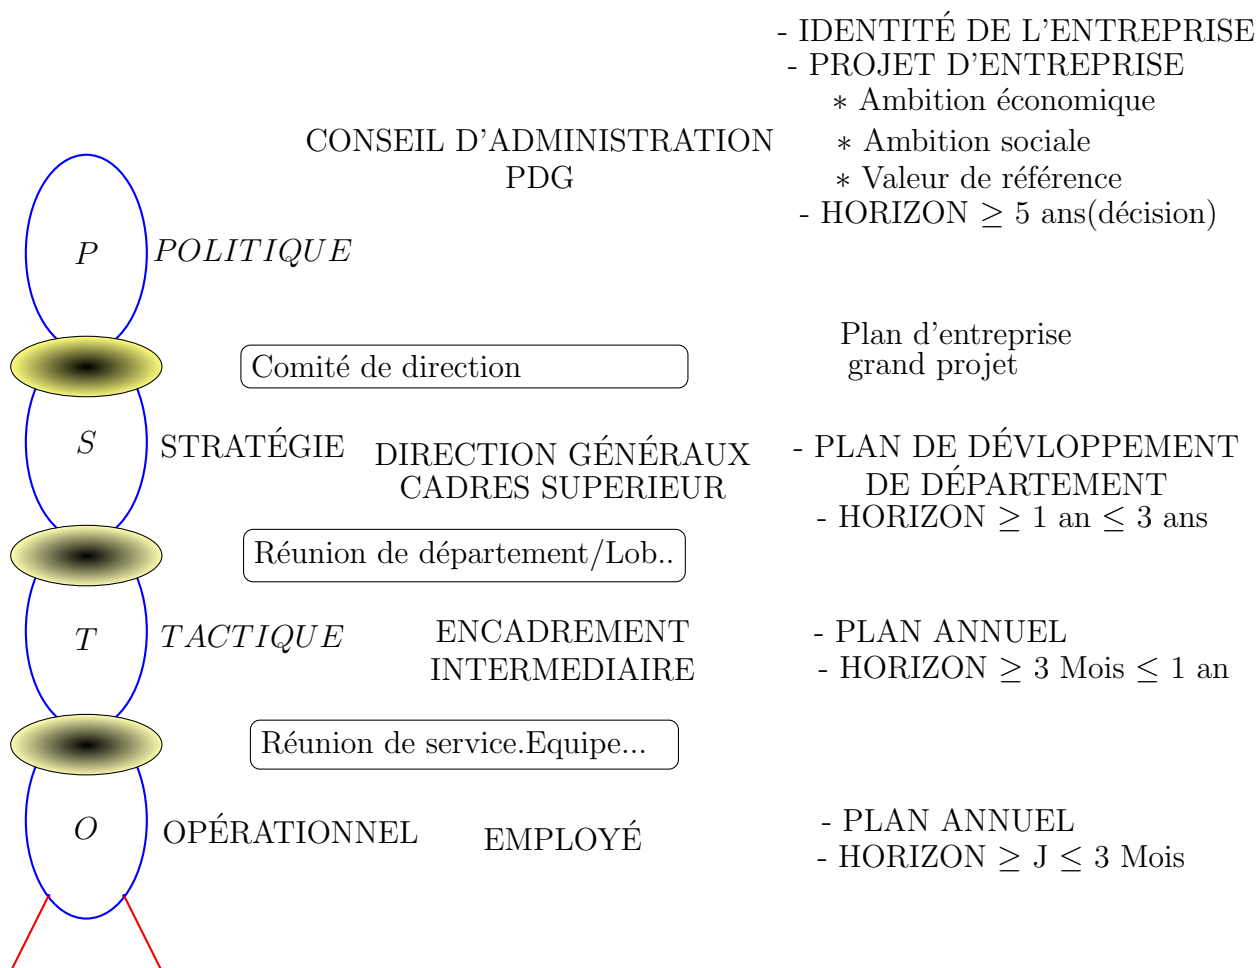 - IDENTITÉ DE L'ENTREPRISE
- PROJET D'ENTREPRISE
∗ Ambition économique
∗ Ambition sociale
∗ Valeur de référence
- HORIZON ≥ 5 ans(décision)
CONSEIL D'ADMINISTRATION
PDG
P POLITIQUE
Plan d'entreprise
grand projet
Comité de direction
S STRATÉGIE
DIRECTION GÉNÉRAUX
CADRES SUPERIEUR
- PLAN DE DÉVLOPPEMENT
DE DÉPARTEMENT
- HORIZON ≥ 1 an ≤ 3 ans
Réunion de département/Lob..
T TACTIQUE
ENCADREMENT
INTERMEDIAIRE
- PLAN ANNUEL
- HORIZON ≥ 3 Mois ≤ 1 an
Réunion de service.Equipe...
O OPÉRATIONNEL
EMPLOYÉ
- PLAN ANNUEL
- HORIZON ≥ J ≤ 3 Mois